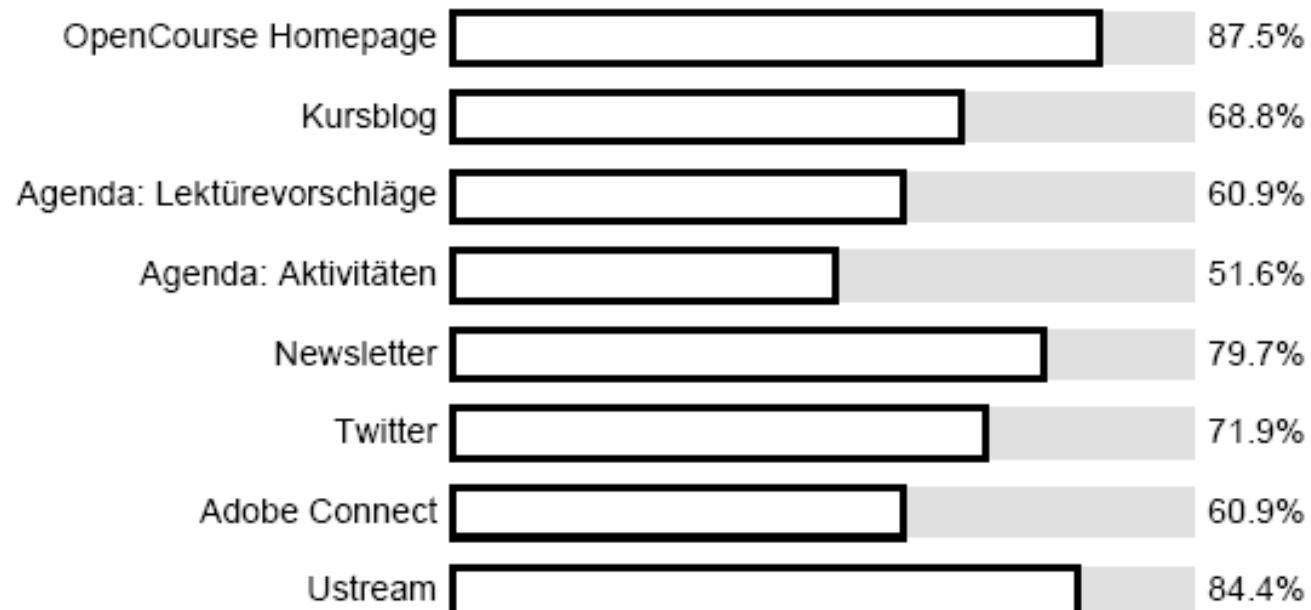 OpenCourse Homepage 87.5%
Kursblog 68.8%
Agenda: Lektürevorschläge 60.9%
Agenda: Aktivitäten 51.6%
Newsletter 79.7%
Twitter 71.9%
Adobe Connect 60.9%
Ustream 84.4%